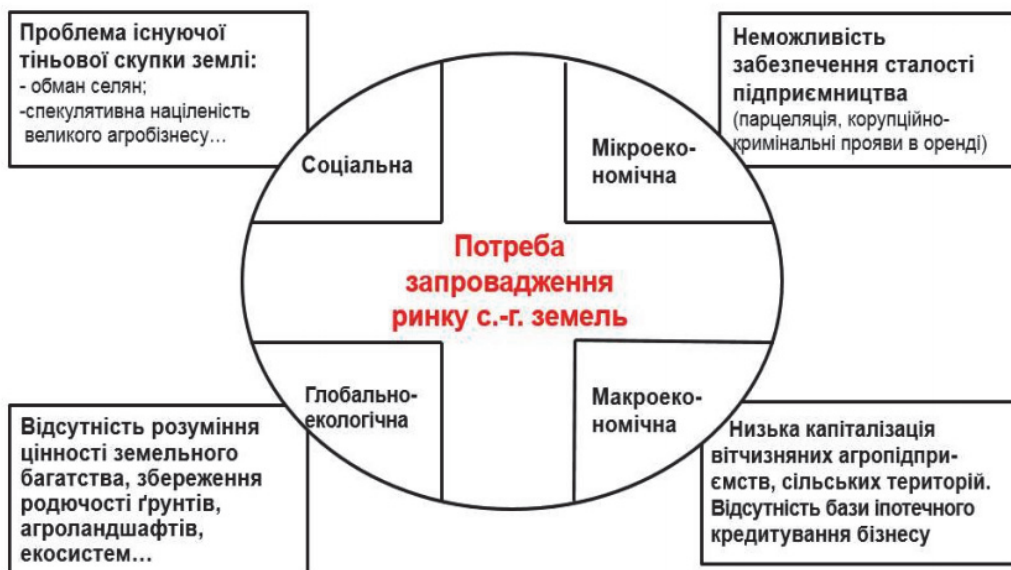 Проблема існуючої
тіньової скупки землі:
- обман селян;
-спекулятивна націленість
великого агробізнесу…
Неможливість
забезпечення сталості
підприємництва
(парцеляція, корупційно-
кримінальні прояви в оренді)
Соціальна
Мікроеко-
номічна
Потреба
запровадження
ринку с.-г. земель
Глобально-
екологічна
Макроеко-
номічна
Відсутність розуміння
цінності земельного
багатства, збереження
родючості ґрунтів,
агроландшафтів,
екосистем…
Низька капіталізація
вітчизняних агропідпри-
ємств, сільських територій.
Відсутність бази іпотечного
кредитування бізнесу